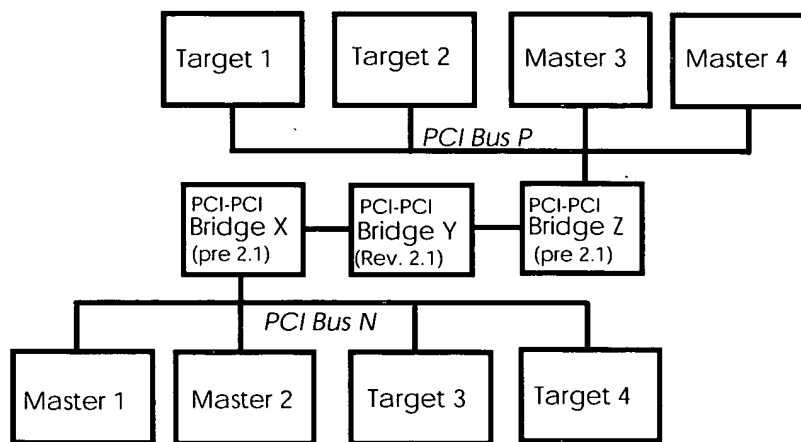 Target 1
Target 2
Master 3
Master 4
PCI Bus P
PCI-PCI
Bridge X
(pre 2.1)
PCI-PCI
Bridge Y
(Rev. 2.1)
PCI-PCI
Bridge Z
(pre 2.1)
PCI Bus N
Master 1
Master 2
Target 3
Target 4